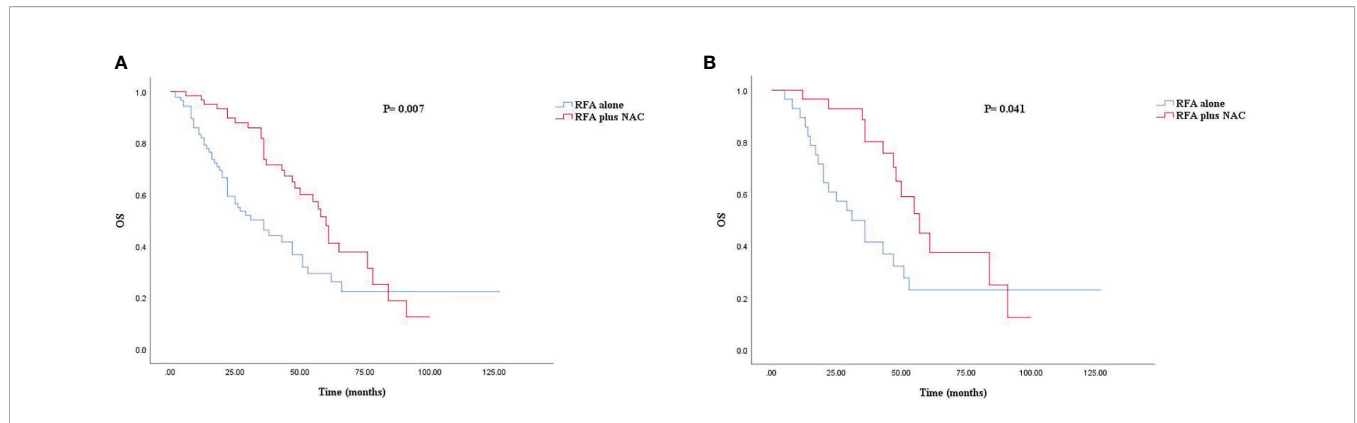 A
P= 0.007
RFA alone
RFA plus NAC
1.0
0.8
0.6
0.4
0.2
0.0
OS
.00 25.00 50.00 75.00 100.00 125.00
Time (months)
B
P= 0.041
RFA alone
RFA plus NAC
1.0
0.8
0.6
0.4
0.2
0.0
OS
.00 25.00 50.00 75.00 100.00 125.00
Time (months)